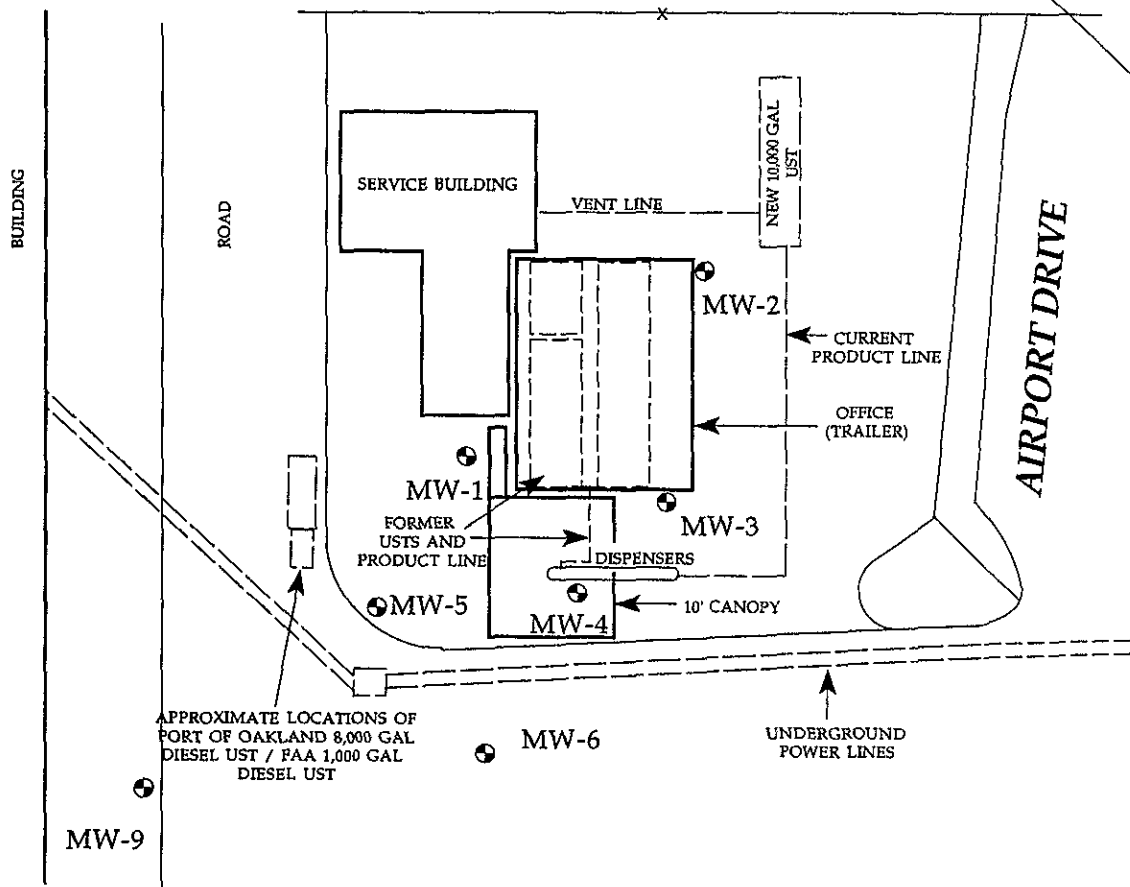 BUILDING
ROAD
SERVICE BUILDING
VENT LINE
NEW 10,000 GAL
UST
MW-2
CURRENT
PRODUCT LINE
OFFICE
(TRAILER)
AIRPORT DRIVE
MW-1
MW-3
FORMER
USTS AND
PRODUCT LINE
DISPENSERS
MW-5
MW-4
10' CANOPY
APPROXIMATE LOCATIONS OF
PORT OF OAKLAND 8,000 GAL
DIESEL UST / FAA 1,000 GAL
DIESEL UST
MW-6
UNDERGROUND
POWER LINES
MW-9